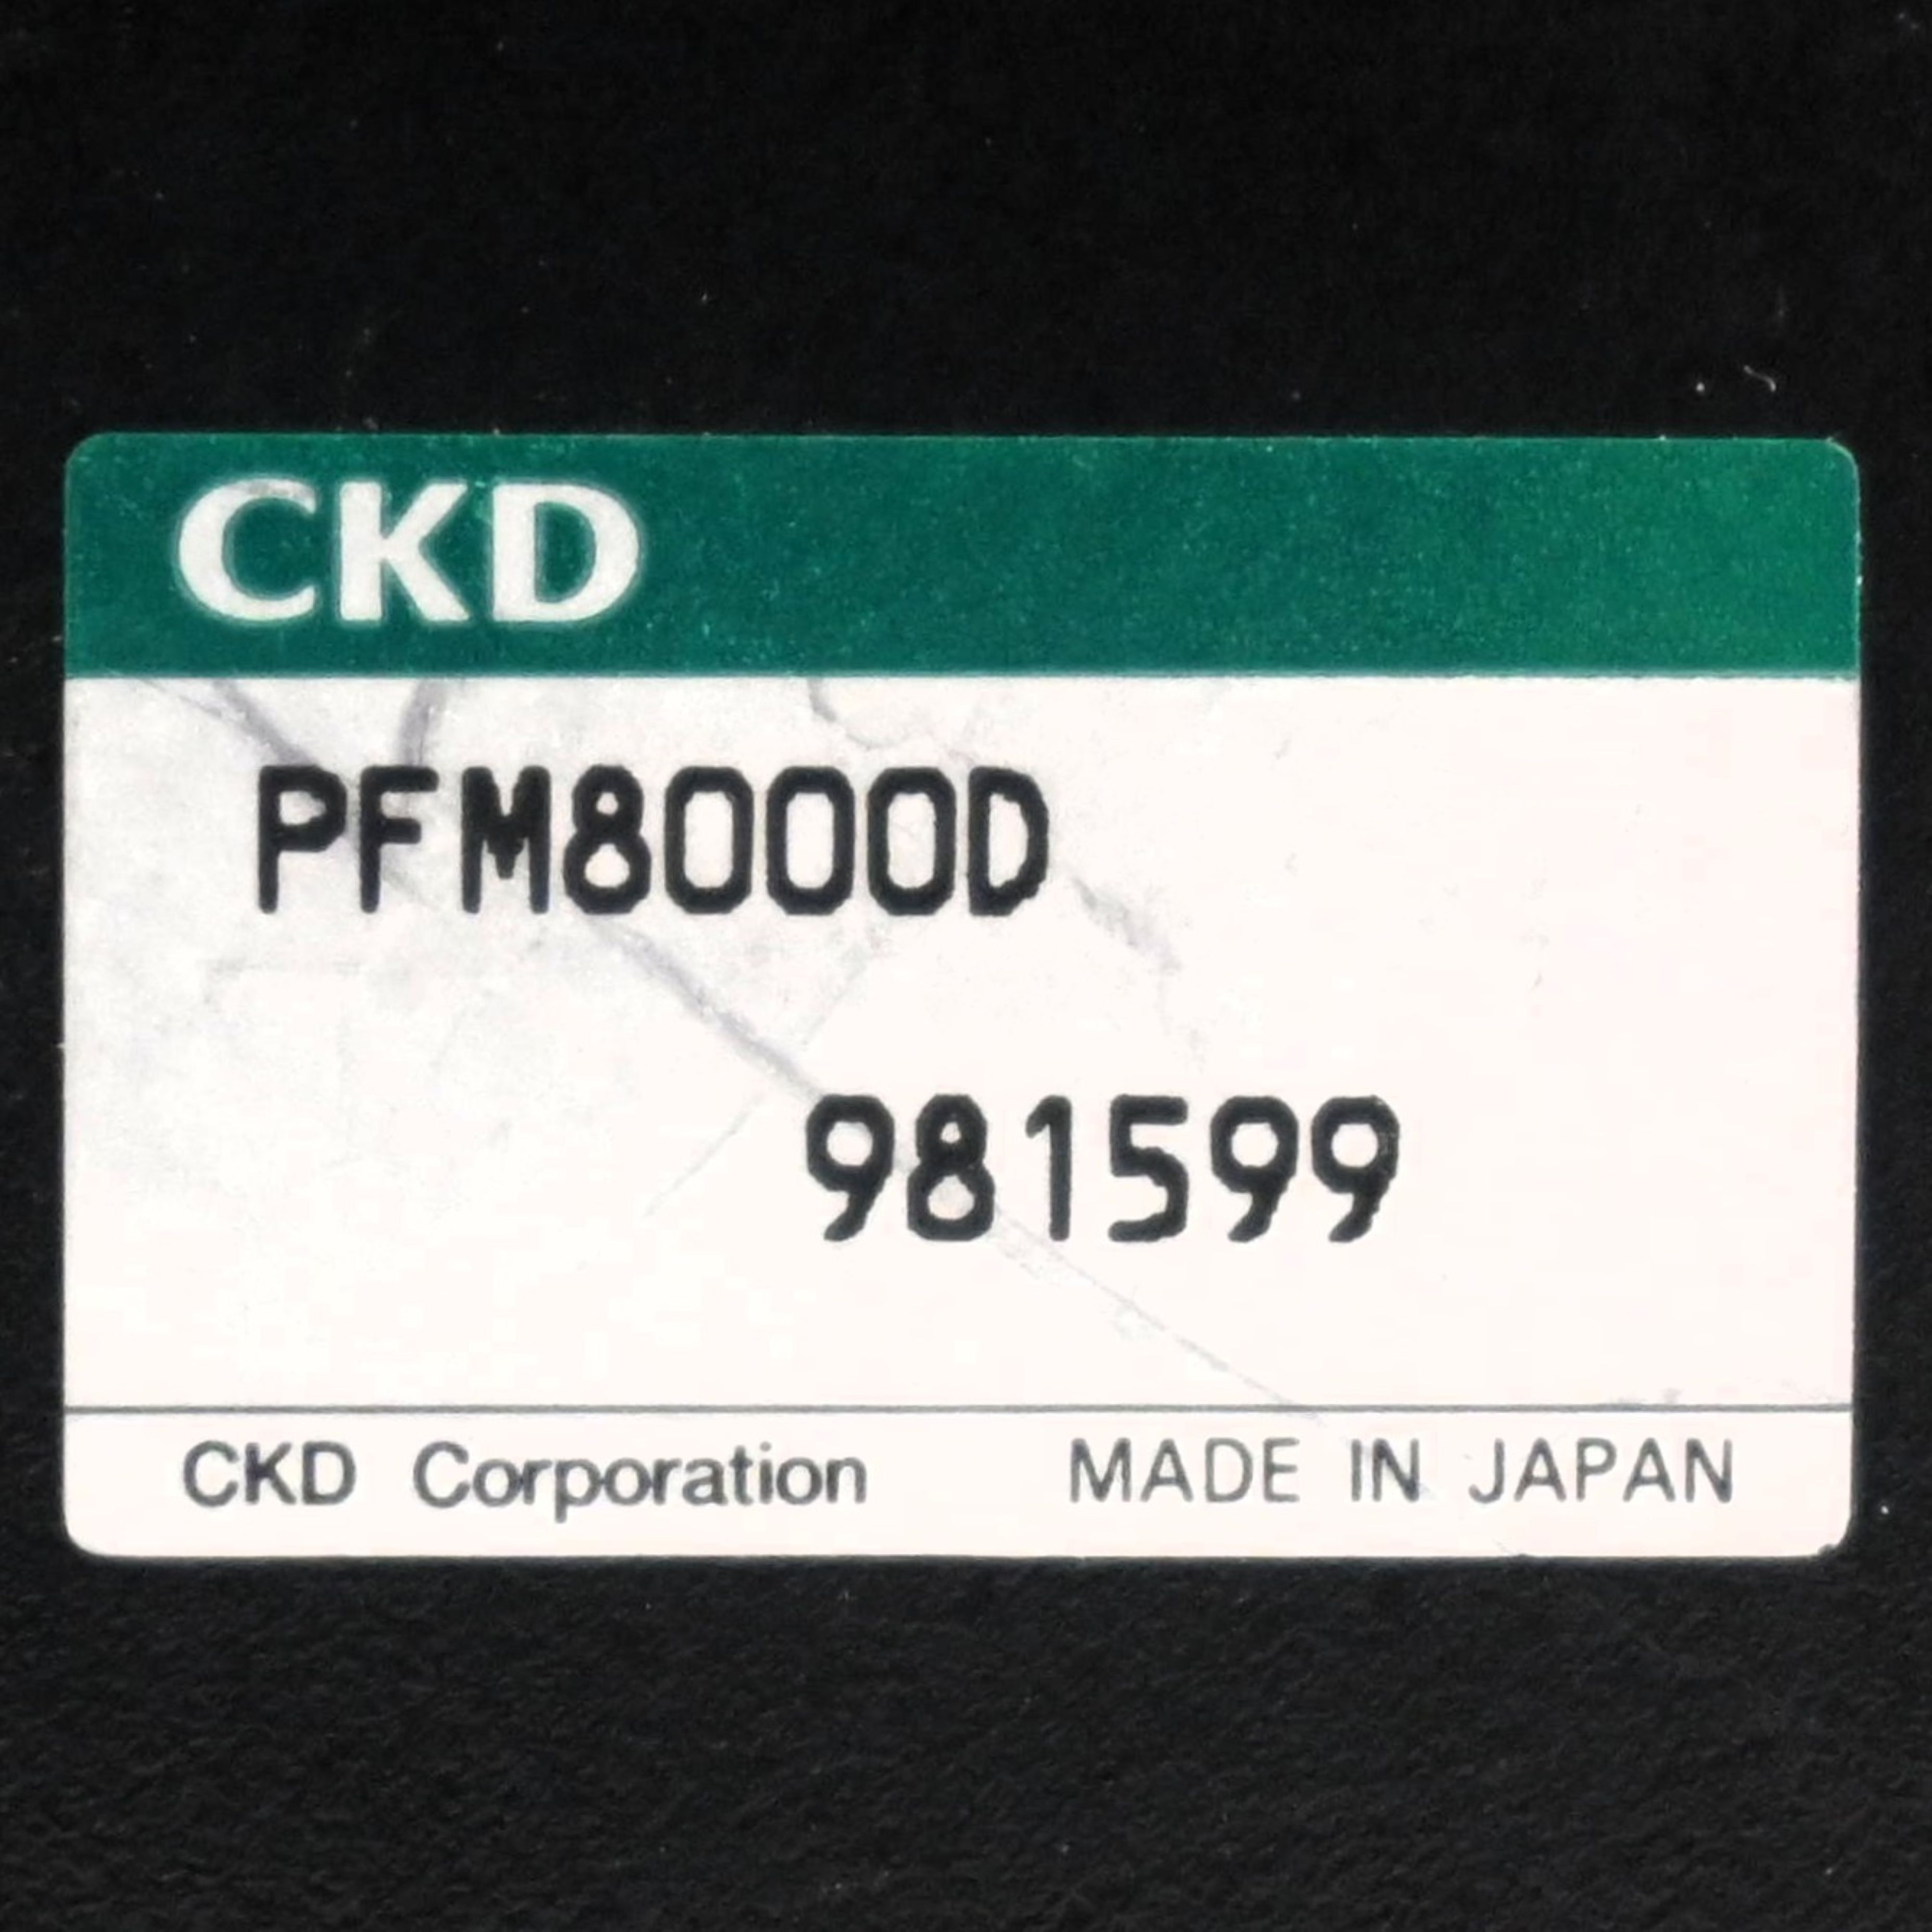 CKD
PFM8000D
981599
CKD Corporation MADE IN JAPAN